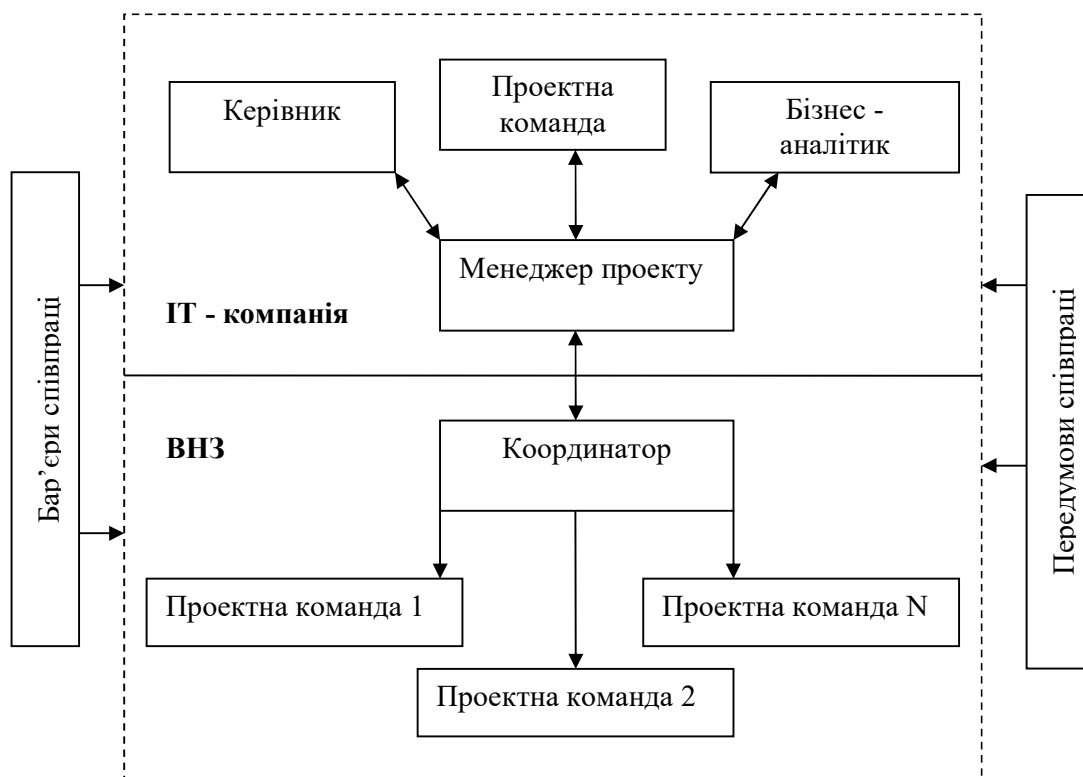 Керівник
Проектна
команда
Бізнес -
аналітик
Менеджер проекту
ІТ - компанія
Бар’єри співпраці
Передумови співпраці
ВНЗ
Координатор
Проектна команда 1
Проектна команда N
Проектна команда 2